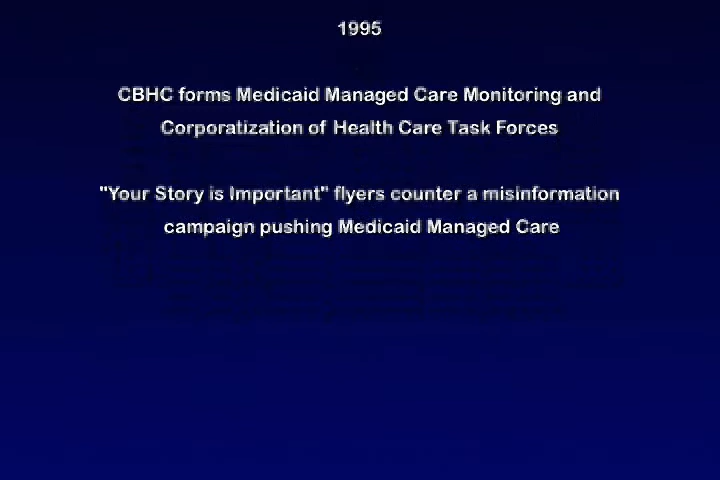 1995
CBHC forms Medicaid Managed Care Monitoring and
Corporatization of Health Care Task Forces
"Your Story is Important" flyers counter a misinformation
campaign pushing Medicaid Managed Care